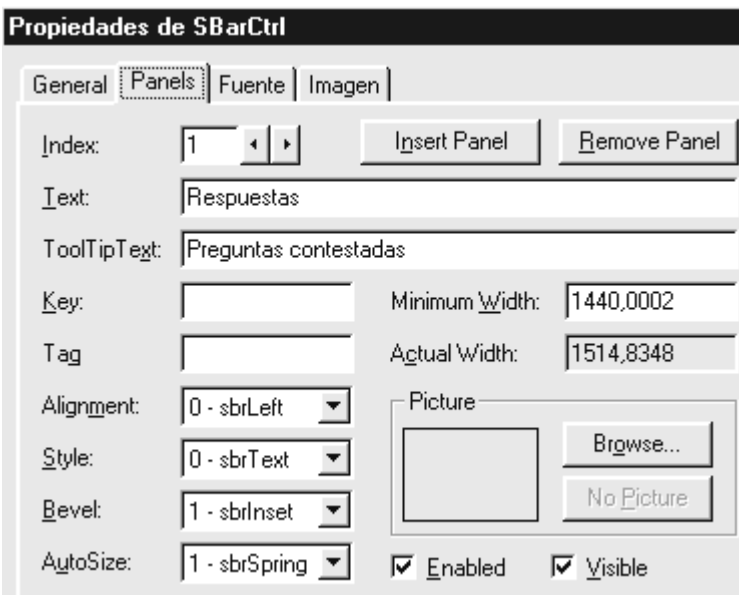 Propiedades de SBarCtrl
General Panels Fuente Imagen
Index: 1 Insert Panel Remove Panel
Text: Respuestas
ToolTipText: Preguntas contestadas
Key: Minimum Width: 1440,0002
Tag Actual Width: 1514,8348
Alignment: 0 - sbrLeft Picture
Style: 0 - sbrText Browse...
Bevel: 1 - sbrInset No Picture
AutoSize: 1 - sbrSpring Enabled Visible